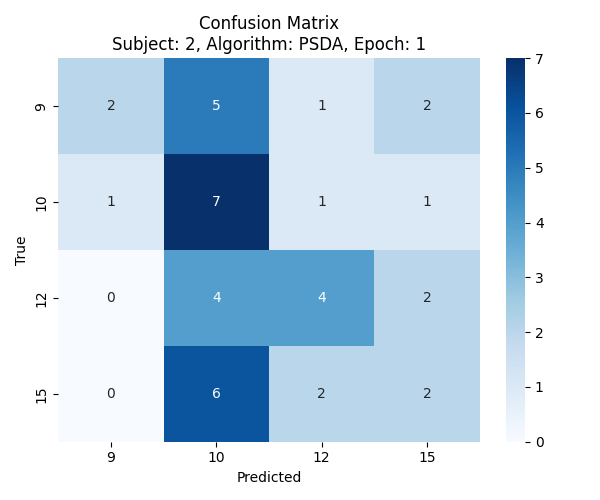 Confusion Matrix
Subject: 2, Algorithm: PSDA, Epoch: 1
True
9 2 5 1 2
10 1 7 1 1
12 0 4 4 2
15 0 6 2 2
9 10 12 15
Predicted
7
6
5
4
3
2
1
0